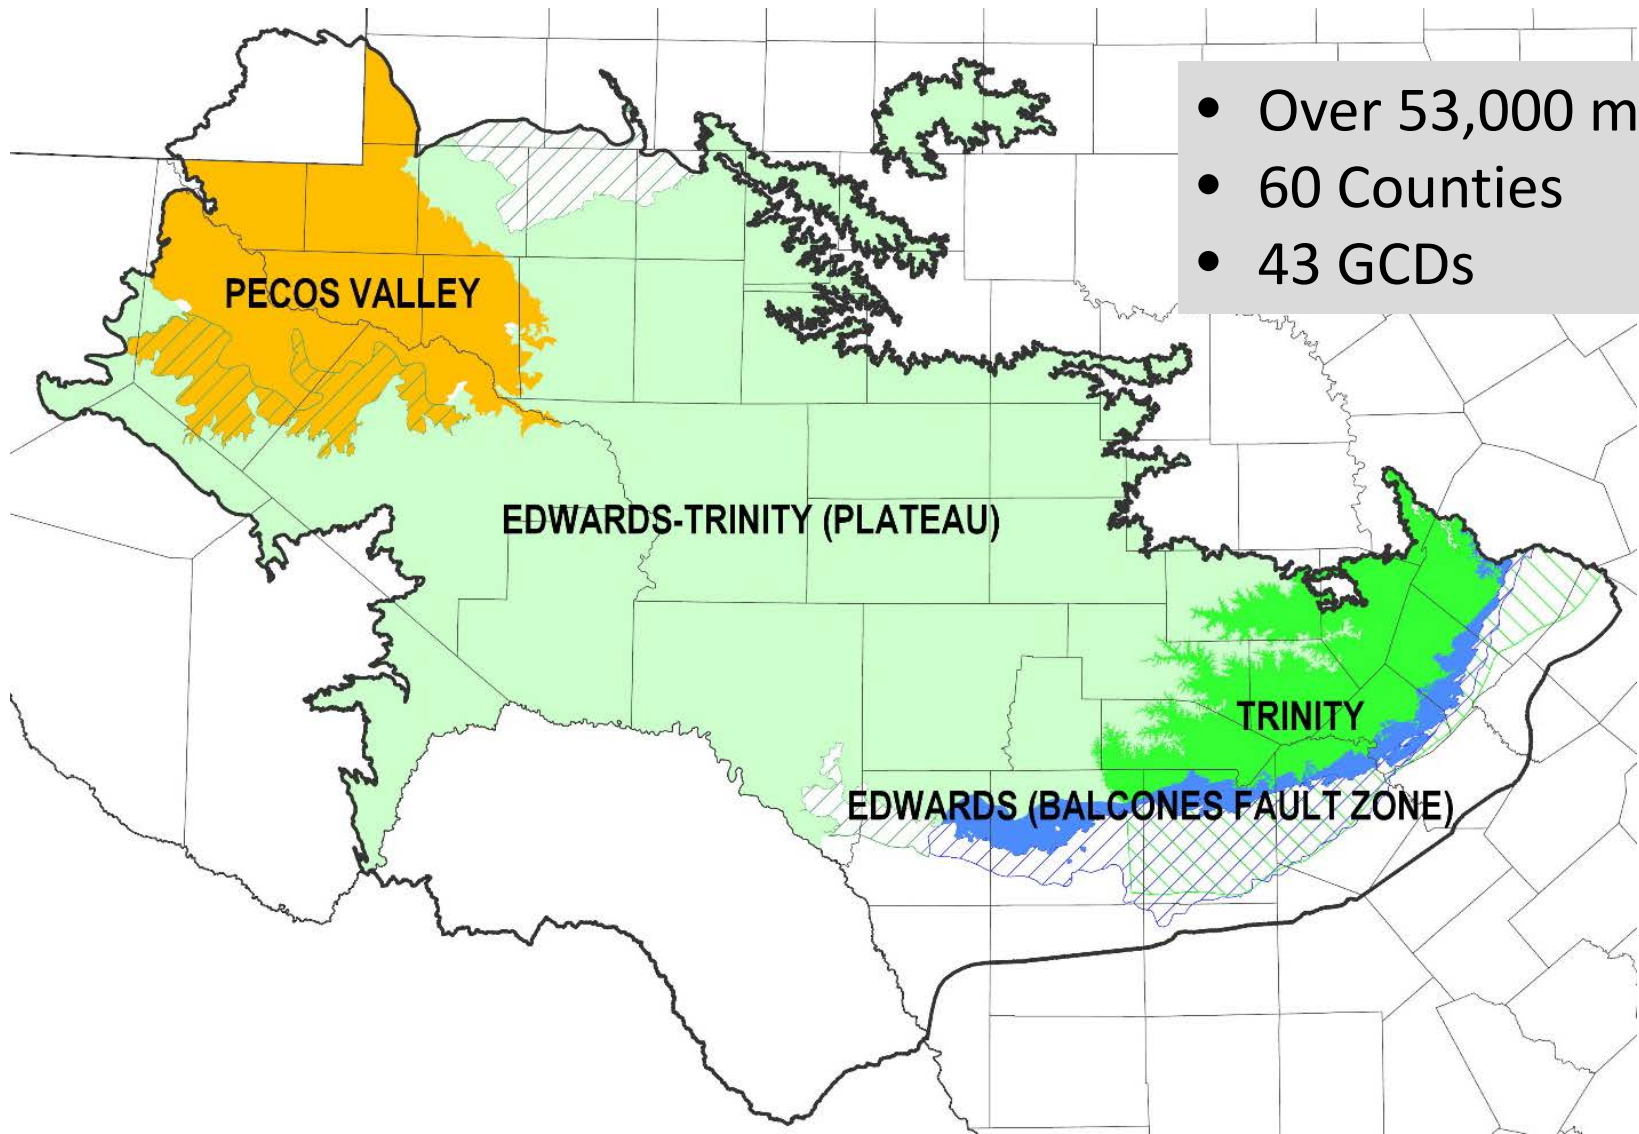 • Over 53,000 m
• 60 Counties
• 43 GCDs
PECOS VALLEY
EDWARDS-TRINITY (PLATEAU)
TRINITY
EDWARDS (BALCONES FAULT ZONE)